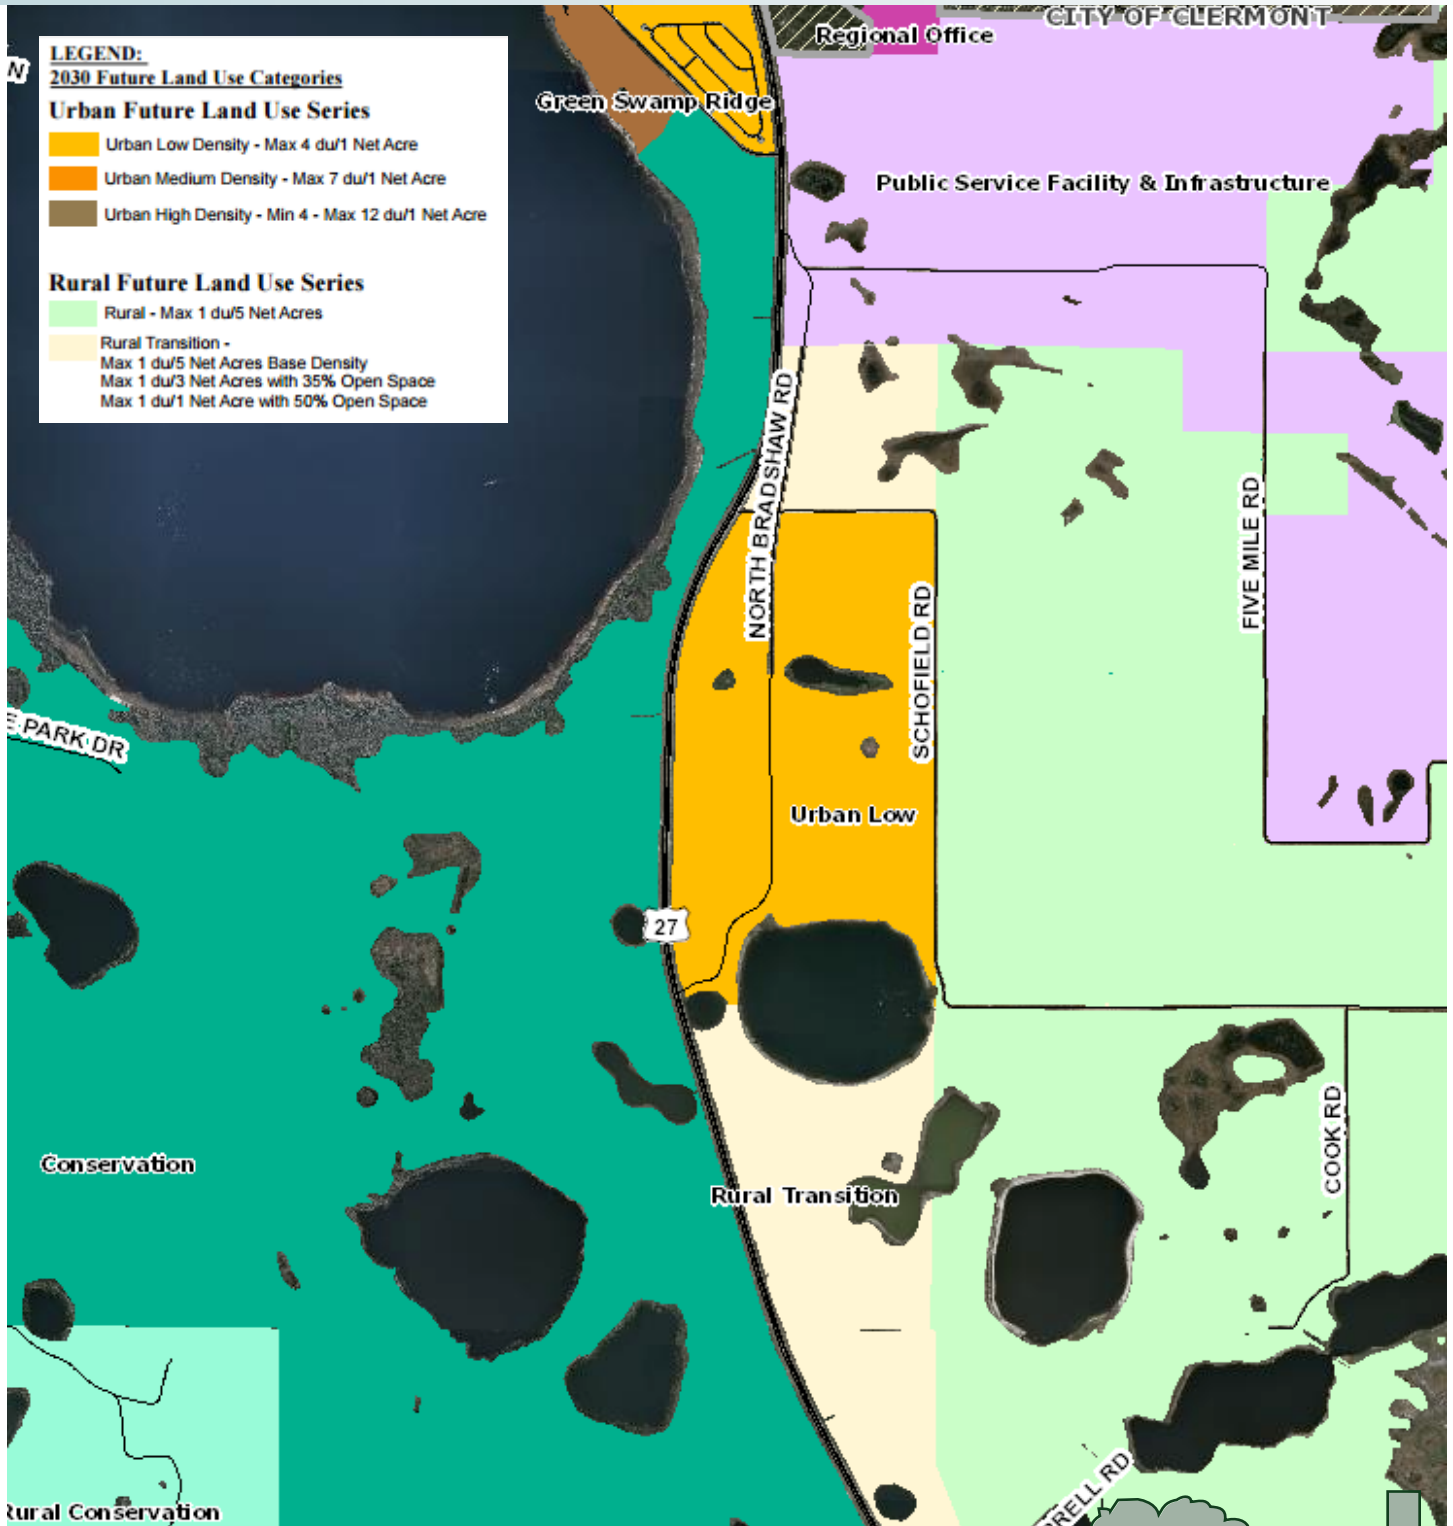 LEGEND:
2030 Future Land Use Categories
Urban Future Land Use Series
Urban Low Density - Max 4 du/1 Net Acre
Urban Medium Density - Max 7 du/1 Net Acre
Urban High Density - Min 4 - Max 12 du/1 Net Acre
Rural Future Land Use Series
Rural - Max 1 du/5 Net Acres
Rural Transition -
Max 1 du/5 Net Acres Base Density
Max 1 du/3 Net Acres with 35% Open Space
Max 1 du/1 Net Acre with 50% Open Space
N
CITY OF CLERMONT
Regional Office
Green Swamp Ridge
Public Service Facility & Infrastructure
NORTH BRADSHAW RD
FIVE MILE RD
SCHOFIELD RD
E PARK DR
Urban Low
27
COOK RD
Conservation
Rural Transition
RRELL RD
Rural Conservation